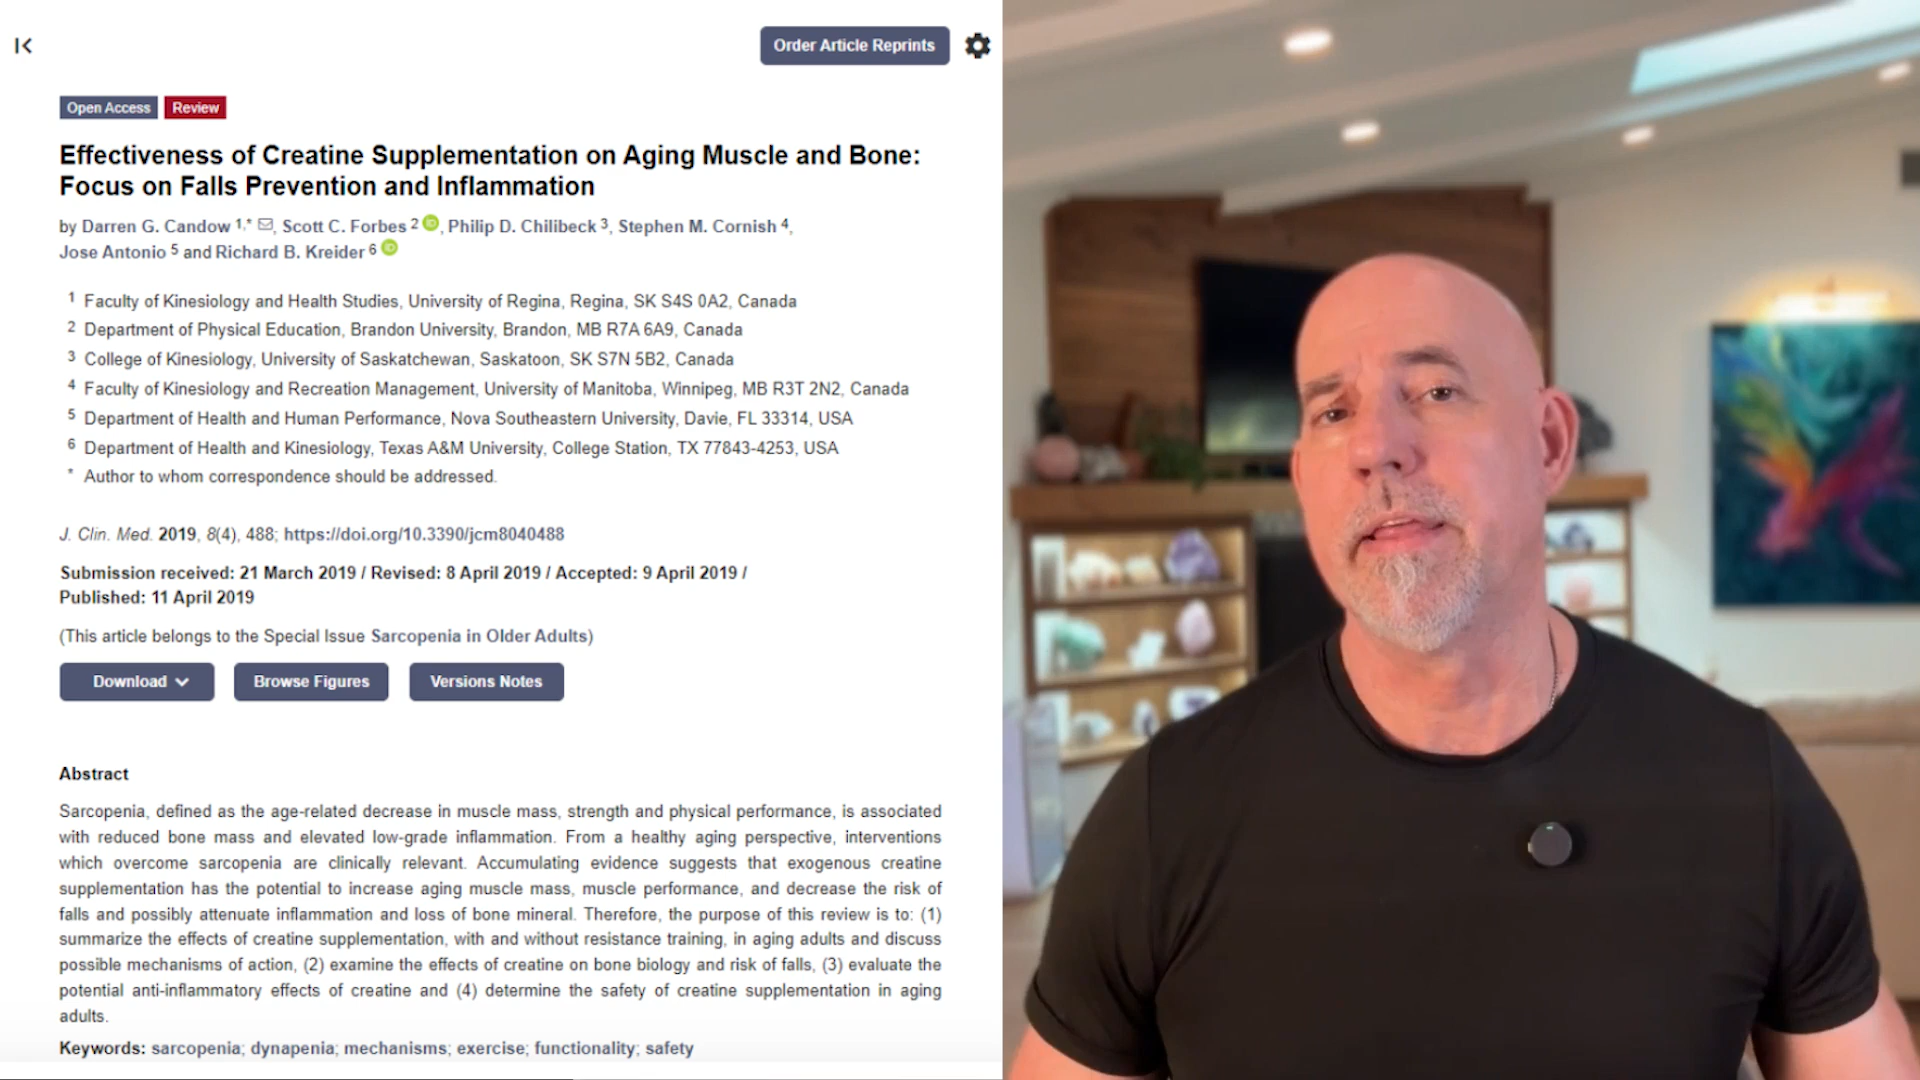 Order Article Reprints
Open Access Review
Effectiveness of Creatine Supplementation on Aging Muscle and Bone:
Focus on Falls Prevention and Inflammation
by Darren G. Candow 1,* , Scott C. Forbes 2 iD, Philip D. Chilibeck 3, Stephen M. Cornish 4,
Jose Antonio 5 and Richard B. Kreider 6 iD
1 Faculty of Kinesiology and Health Studies, University of Regina, Regina, SK S4S 0A2, Canada
2 Department of Physical Education, Brandon University, Brandon, MB R7A 6A9, Canada
3 College of Kinesiology, University of Saskatchewan, Saskatoon, SK S7N 5B2, Canada
4 Faculty of Kinesiology and Recreation Management, University of Manitoba, Winnipeg, MB R3T 2N2, Canada
5 Department of Health and Human Performance, Nova Southeastern University, Davie, FL 33314, USA
6 Department of Health and Kinesiology, Texas A&M University, College Station, TX 77843-4253, USA
* Author to whom correspondence should be addressed.
J. Clin. Med. 2019, 8(4), 488; https://doi.org/10.3390/jcm8040488
Submission received: 21 March 2019 / Revised: 8 April 2019 / Accepted: 9 April 2019 /
Published: 11 April 2019
(This article belongs to the Special Issue Sarcopenia in Older Adults)
Download Browse Figures Versions Notes
Abstract
Sarcopenia, defined as the age-related decrease in muscle mass, strength and physical performance, is associated
with reduced bone mass and elevated low-grade inflammation. From a healthy aging perspective, interventions
which overcome sarcopenia are clinically relevant. Accumulating evidence suggests that exogenous creatine
supplementation has the potential to increase aging muscle mass, muscle performance, and decrease the risk of
falls and possibly attenuate inflammation and loss of bone mineral. Therefore, the purpose of this review is to: (1)
summarize the effects of creatine supplementation, with and without resistance training, in aging adults and discuss
possible mechanisms of action, (2) examine the effects of creatine on bone biology and risk of falls, (3) evaluate the
potential anti-inflammatory effects of creatine and (4) determine the safety of creatine supplementation in aging
adults.
Keywords: sarcopenia; dynapenia; mechanisms; exercise; functionality; safety